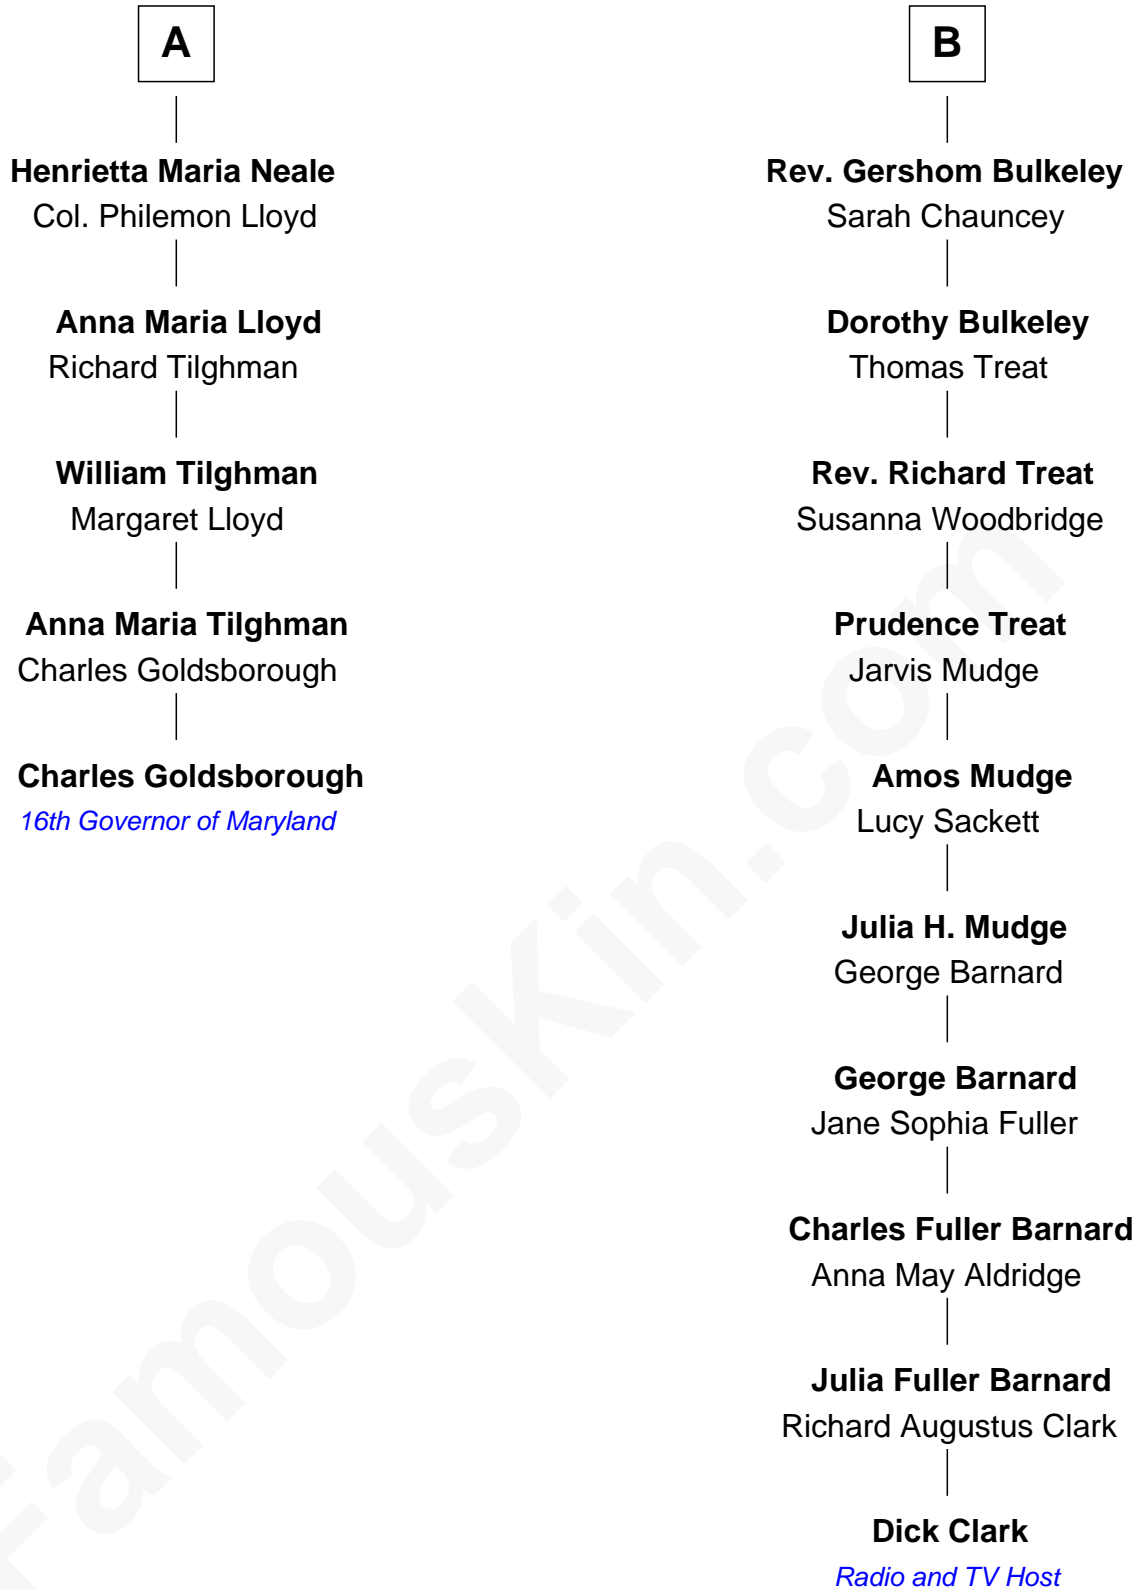 A
Henrietta Maria Neale
Col. Philemon Lloyd
Anna Maria Lloyd
Richard Tilghman
William Tilghman
Margaret Lloyd
Anna Maria Tilghman
Charles Goldsborough
Charles Goldsborough
16th Governor of Maryland
B
Rev. Gershom Bulkeley
Sarah Chauncey
Dorothy Bulkeley
Thomas Treat
Rev. Richard Treat
Susanna Woodbridge
Prudence Treat
Jarvis Mudge
Amos Mudge
Lucy Sackett
Julia H. Mudge
George Barnard
George Barnard
Jane Sophia Fuller
Charles Fuller Barnard
Anna May Aldridge
Julia Fuller Barnard
Richard Augustus Clark
Dick Clark
Radio and TV Host
FamousKin.com